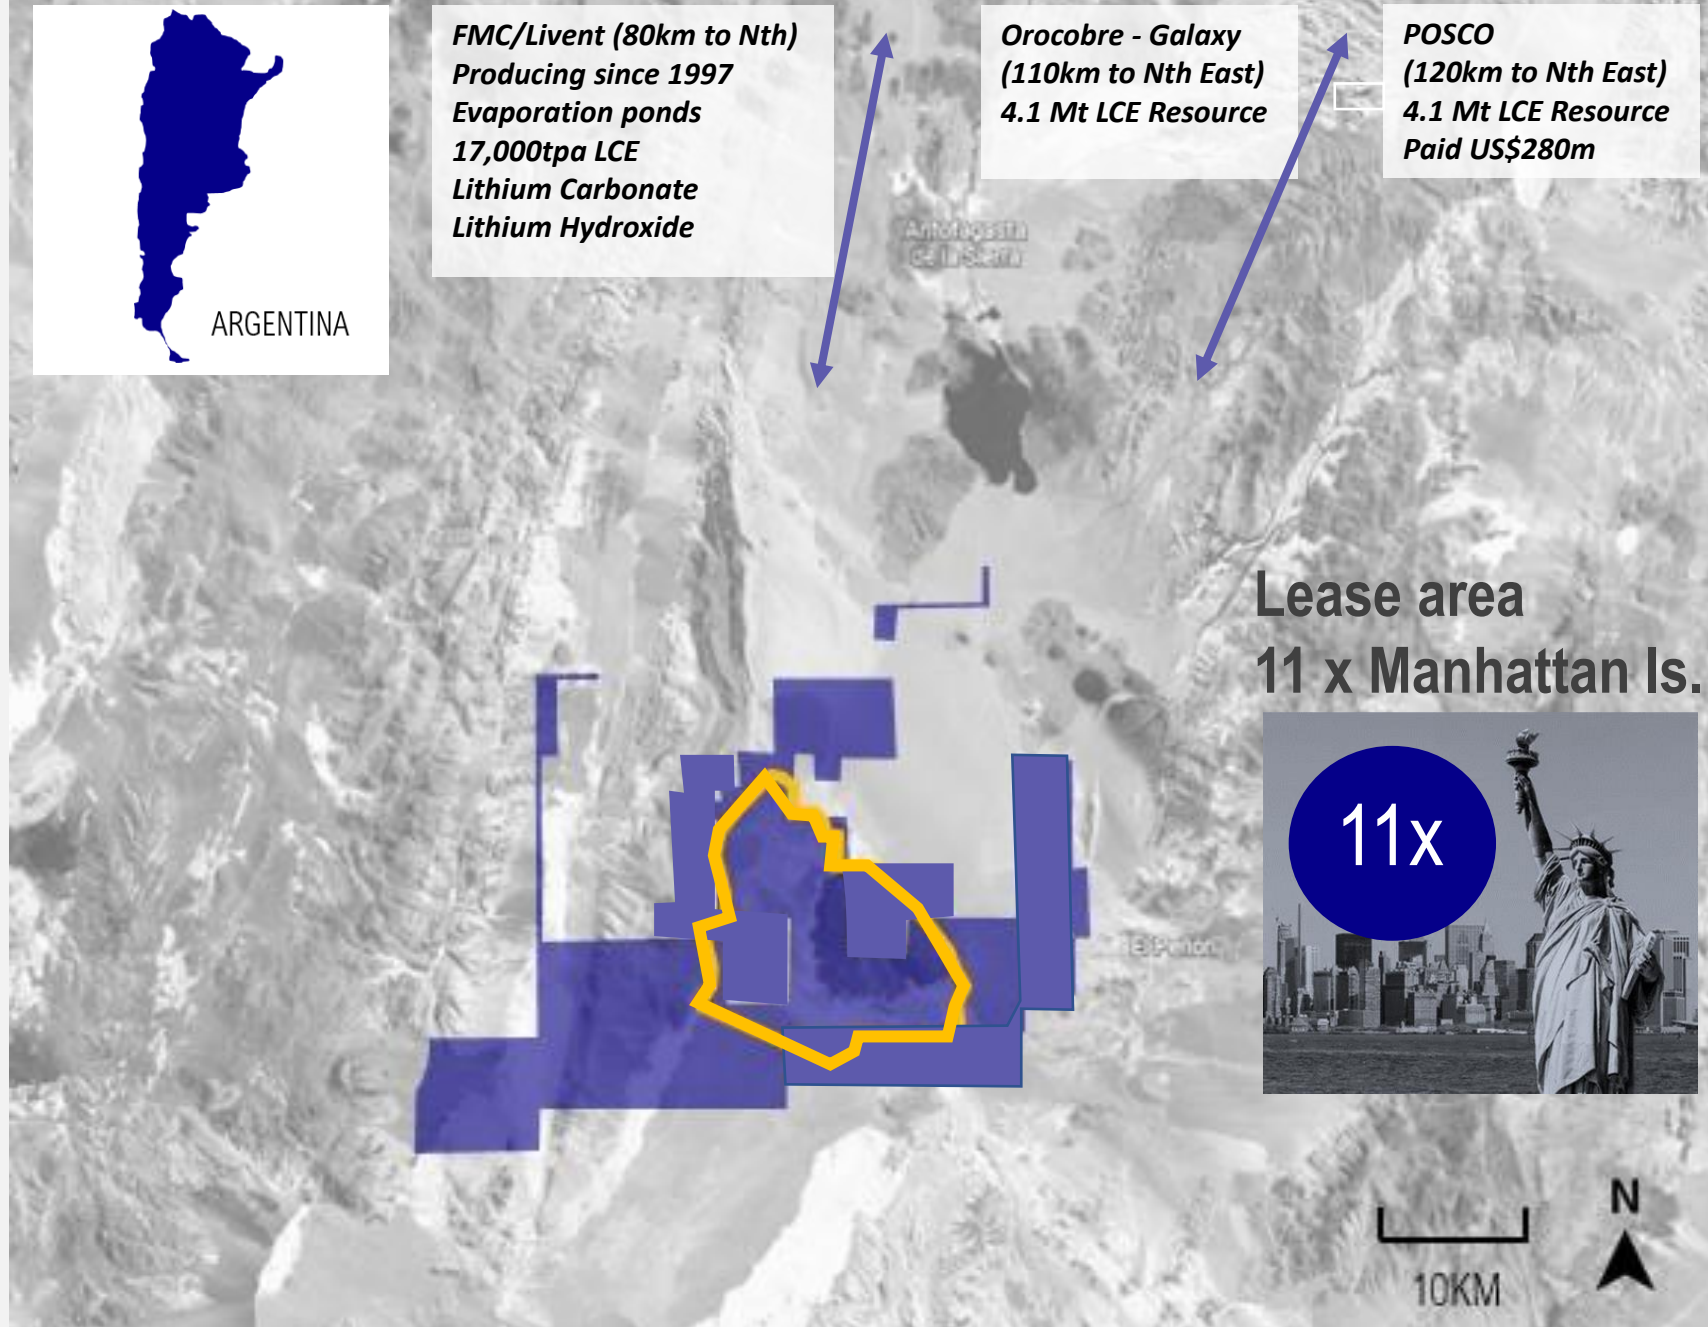 FMC/Livent (80km to Nth)
Producing since 1997
Evaporation ponds
17,000tpa LCE
Lithium Carbonate
Lithium Hydroxide
Orocobre - Galaxy
(110km to Nth East)
4.1 Mt LCE Resource
POSCO
(120km to Nth East)
4.1 Mt LCE Resource
Paid US$280m
ARGENTINA
Antofagasta
de la Sierra
Lease area
11 x Manhattan Is.
11x
N
10KM